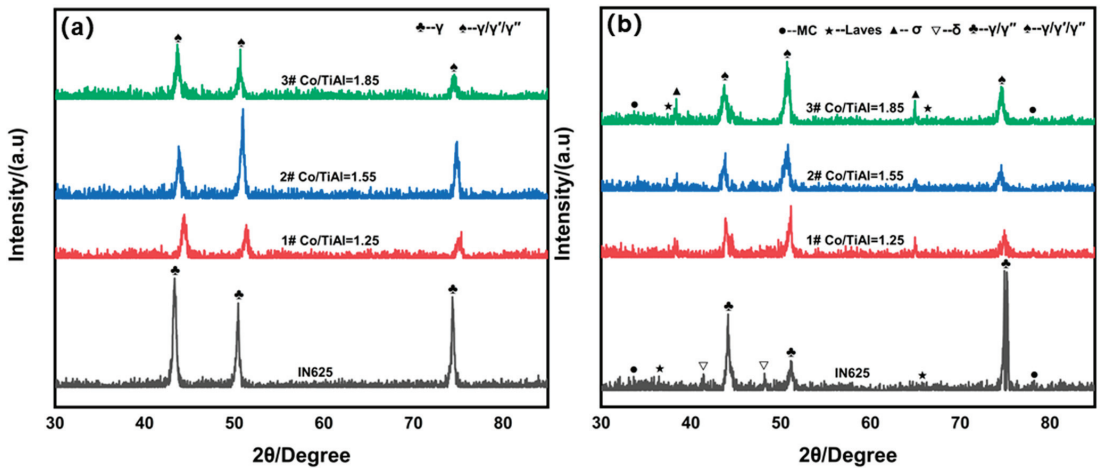 (a)
♣--γ ♠--γ/γ′/γ″
3# Co/TiAl=1.85
2# Co/TiAl=1.55
1# Co/TiAl=1.25
IN625
Intensity/(a.u)
30 40 50 60 70 80
2θ/Degree
(b)
●--MC ★--Laves ▲--σ ▽--δ ♣--γ/γ″ ♠--γ/γ′/γ″
3# Co/TiAl=1.85
2# Co/TiAl=1.55
1# Co/TiAl=1.25
IN625
Intensity/(a.u)
30 40 50 60 70 80
2θ/Degree